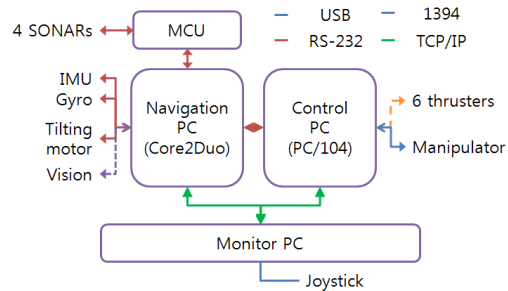 4 SONARs
MCU
USB
1394
RS-232
TCP/IP
IMU
Gyro
Tilting
motor
Vision
Navigation
PC
(Core2Duo)
Control
PC
(PC/104)
6 thrusters
Manipulator
Monitor PC
Joystick